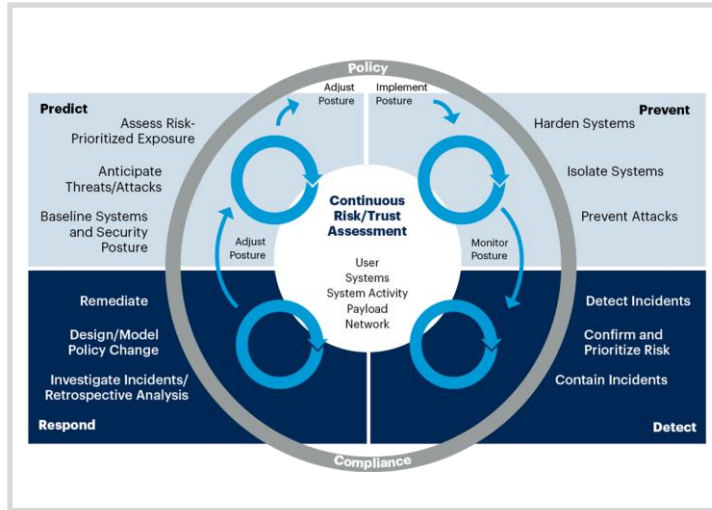 Policy
Adjust
Posture
Implement
Posture
Predict
Assess Risk-
Prioritized Exposure
Anticipate
Threats/Attacks
Baseline Systems
and Security
Posture
Adjust
Posture
Prevent
Harden Systems
Isolate Systems
Prevent Attacks
Monitor
Posture
Continuous
Risk/Trust
Assessment
User
Systems
System Activity
Payload
Network
Remediate
Design/Model
Policy Change
Investigate Incidents/
Retrospective Analysis
Respond
Detect Incidents
Confirm and
Prioritize Risk
Contain Incidents
Detect
Compliance